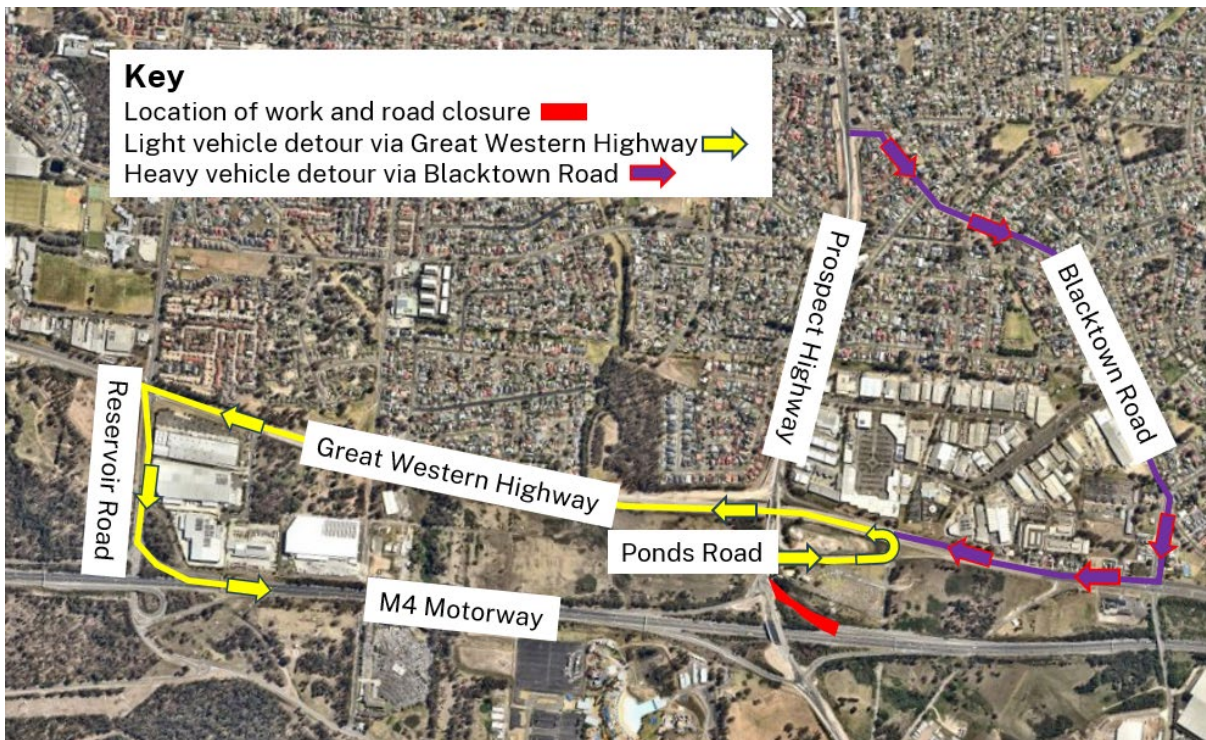 Key
Location of work and road closure
Light vehicle detour via Great Western Highway
Heavy vehicle detour via Blacktown Road
Prospect Highway
Blacktown Road
Reservoir Road
Great Western Highway
Ponds Road
M4 Motorway